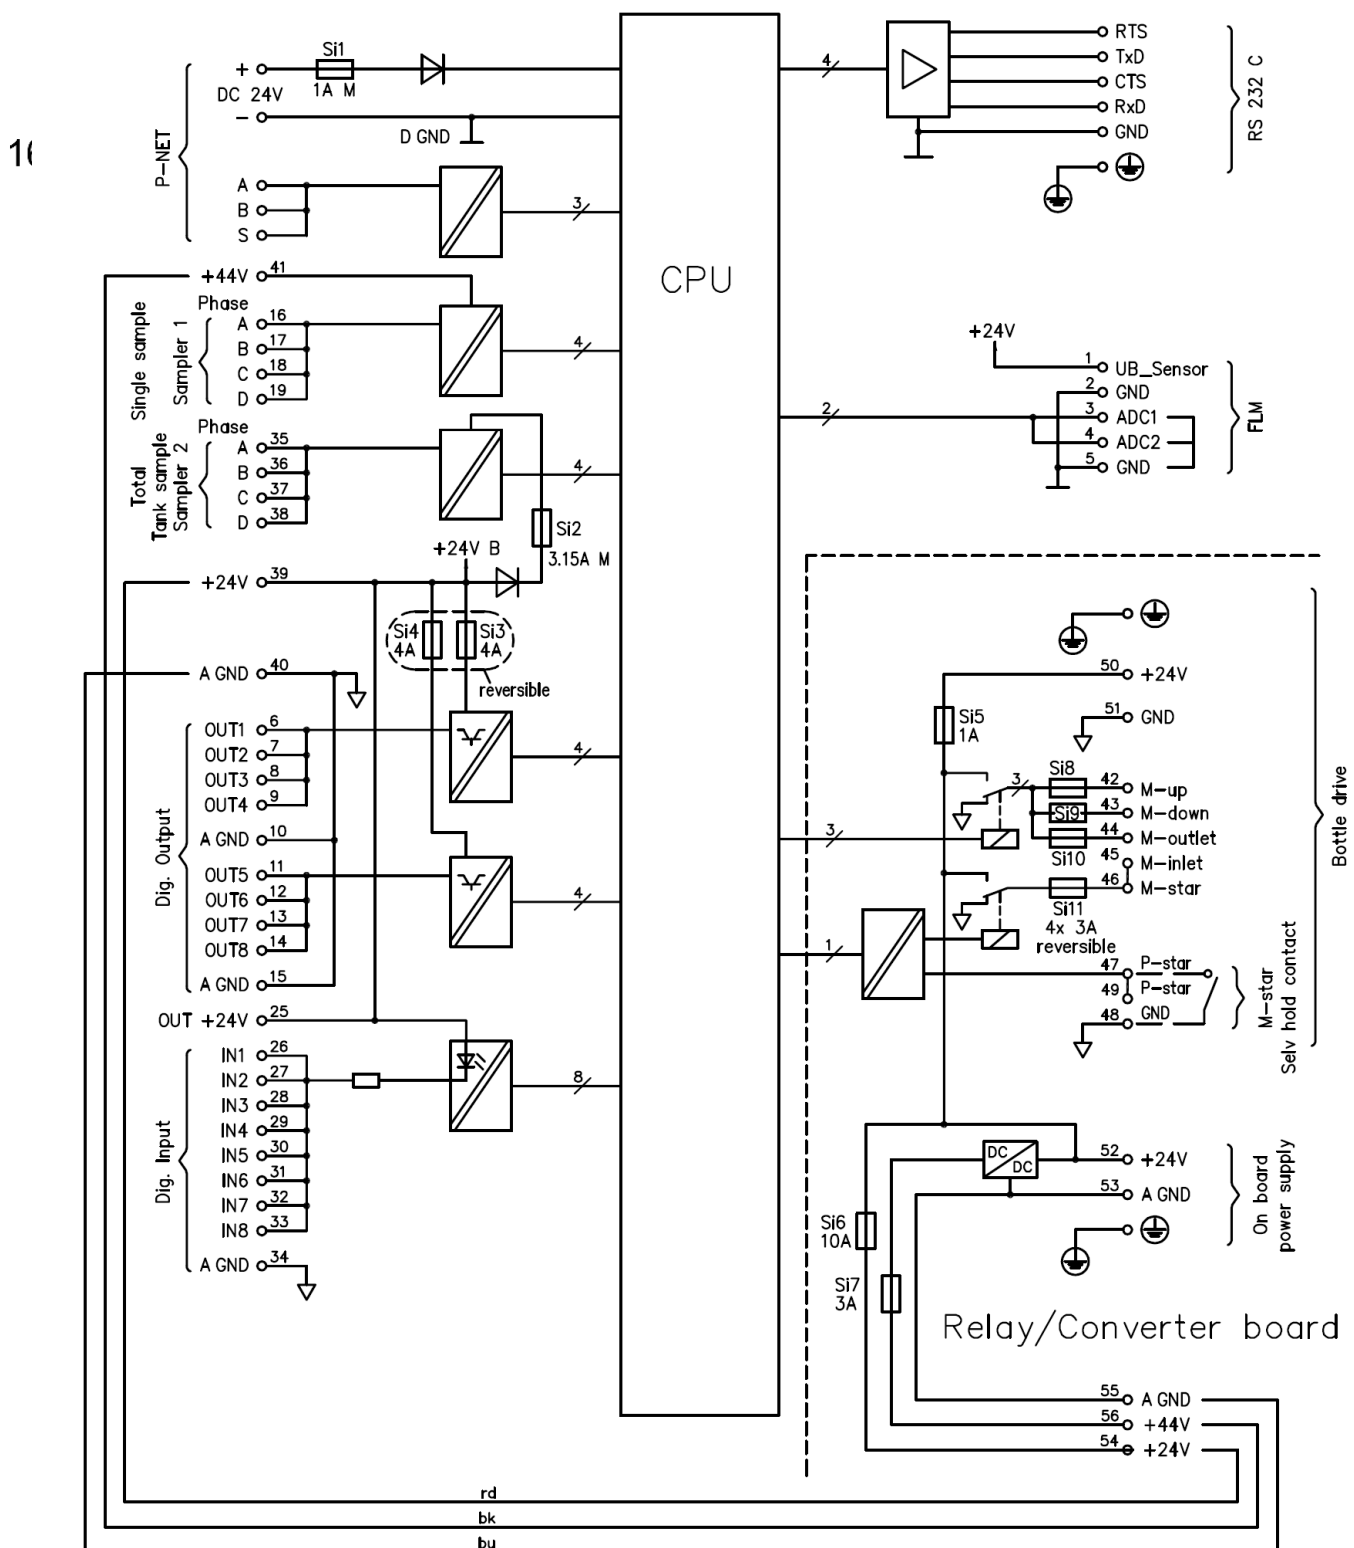 16
P-NET
+
DC 24V
-
Si1
1A M
D GND
A
B
S
+44V 41
Single sample
Sampler 1
Phase
A 16
B 17
C 18
D 19
Total
Tank sample
Sampler 2
Phase
A 35
B 36
C 37
D 38
Si2
3.15A M
+24V B
+24V 39
Si4
4A
Si3
4A
reversible
A GND 40
Dig. Output
OUT1 6
OUT2 7
OUT3 8
OUT4 9
A GND 10
OUT5 11
OUT6 12
OUT7 13
OUT8 14
A GND 15
OUT +24V 25
Dig. Input
IN1 26
IN2 27
IN3 28
IN4 29
IN5 30
IN6 31
IN7 32
IN8 33
A GND 34
3
4
4
4
4
8
CPU
4
RTS
TxD
CTS
RxD
GND
RS 232 C
+24V
2
1 UB_Sensor
2 GND
3 ADC1
4 ADC2
5 GND
FLM
50 +24V
51 GND
Si5
1A
3
3
Si8
42 M-up
Si9
43 M-down
44 M-outlet
Si10
45 M-inlet
46 M-star
Si11
4x 3A
reversible
1
47 P-star
49 P-star
48 GND
M-star
Selv hold contact
Bottle drive
DC
DC
52 +24V
53 A GND
On board
power supply
Si6
10A
Si7
3A
Relay/Converter board
55 A GND
56 +44V
54 +24V
rd
bk
bu